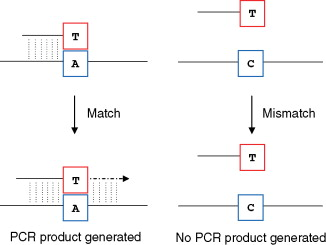 T
T
A
C
Match
Mismatch
T
T
A
C
PCR product generated
No PCR product generated